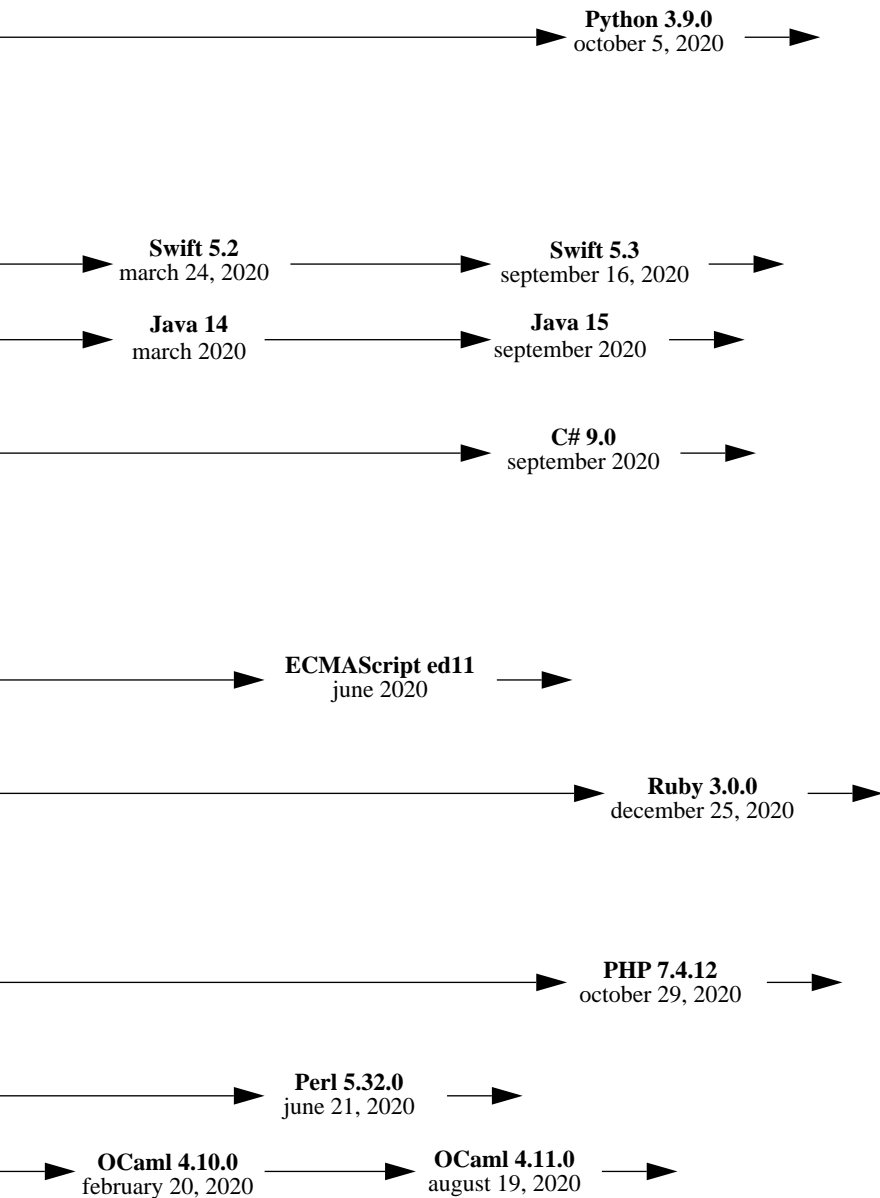 Python 3.9.0
october 5, 2020
Swift 5.2
march 24, 2020
Swift 5.3
september 16, 2020
Java 14
march 2020
Java 15
september 2020
C# 9.0
september 2020
ECMAScript ed11
june 2020
Ruby 3.0.0
december 25, 2020
PHP 7.4.12
october 29, 2020
Perl 5.32.0
june 21, 2020
OCaml 4.10.0
february 20, 2020
OCaml 4.11.0
august 19, 2020